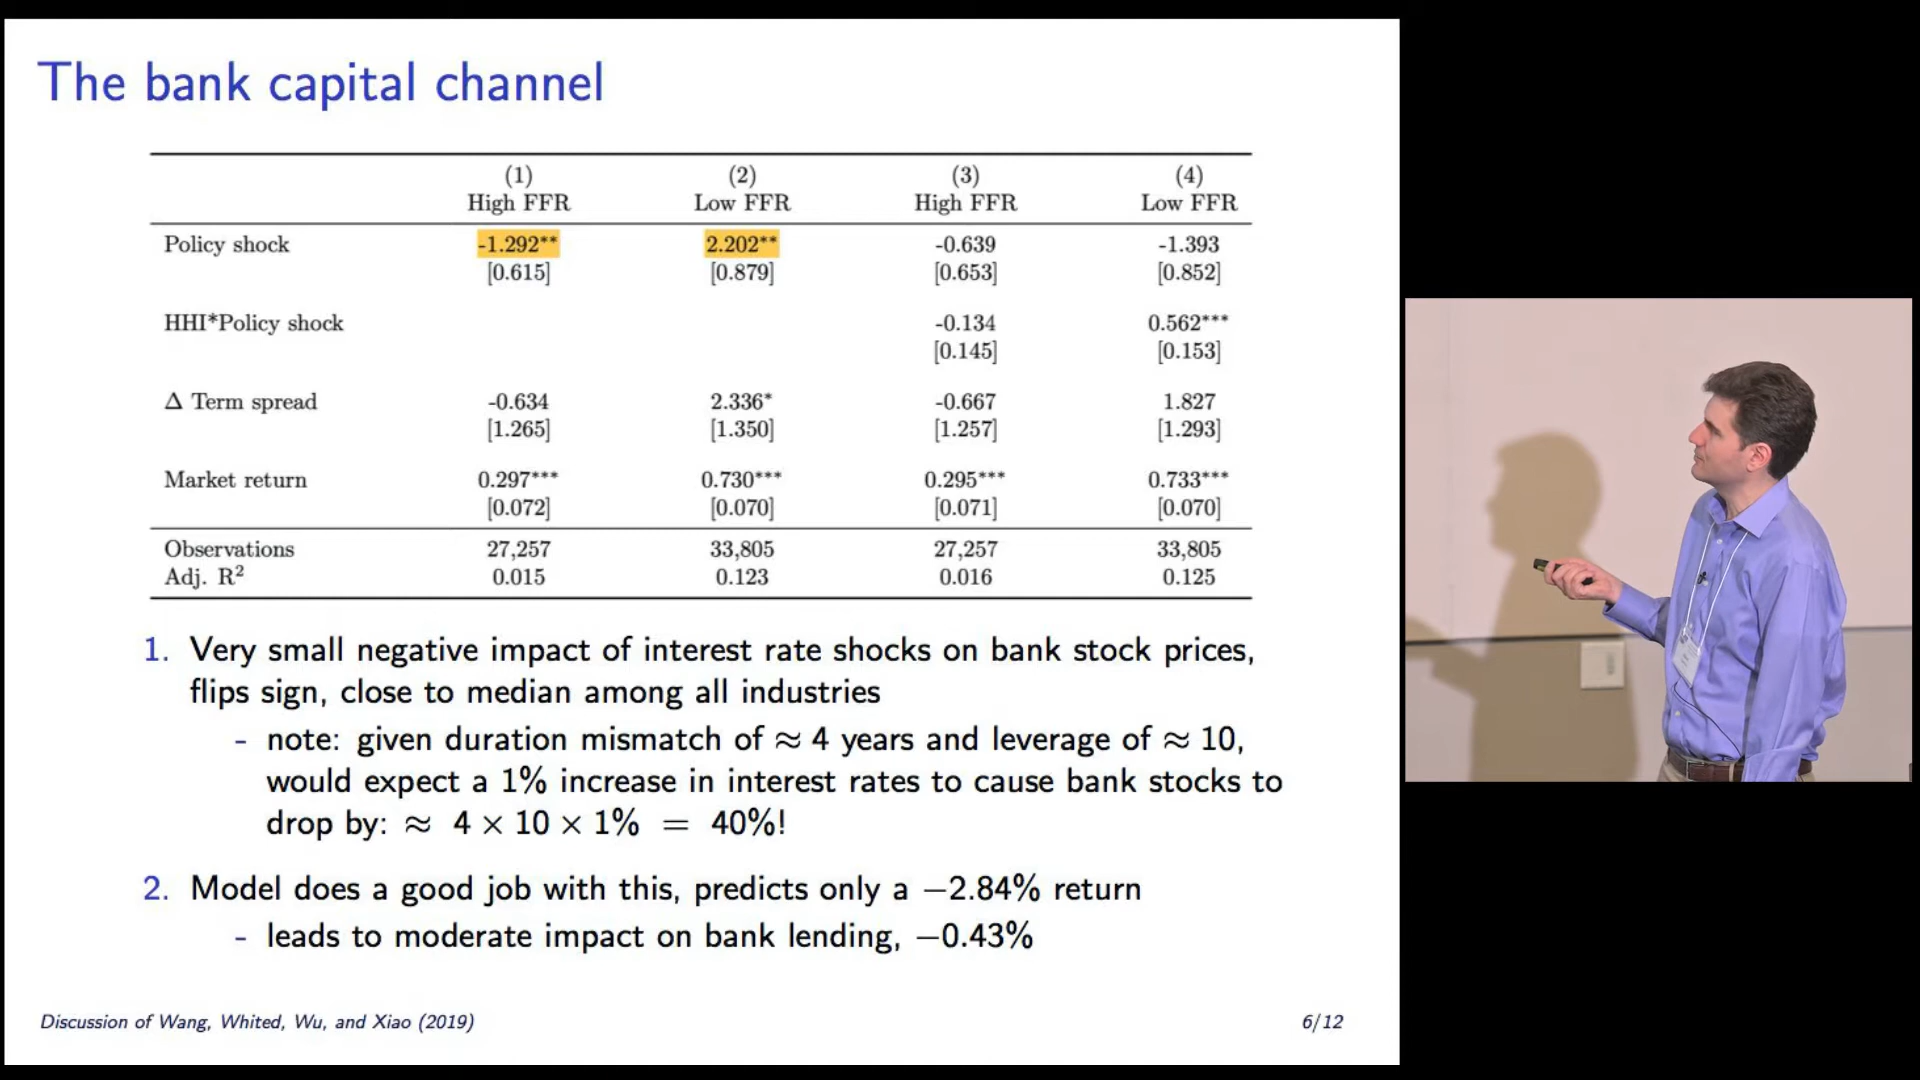 The bank capital channel
(1) (2) (3) (4)
High FFR Low FFR High FFR Low FFR
Policy shock -1.292** 2.202** -0.639 -1.393
[0.615] [0.879] [0.653] [0.852]
HHI*Policy shock -0.134 0.562***
[0.145] [0.153]
Δ Term spread -0.634 2.336* -0.667 1.827
[1.265] [1.350] [1.257] [1.293]
Market return 0.297*** 0.730*** 0.295*** 0.733***
[0.072] [0.070] [0.071] [0.070]
Observations 27,257 33,805 27,257 33,805
Adj. R² 0.015 0.123 0.016 0.125
1. Very small negative impact of interest rate shocks on bank stock prices,
flips sign, close to median among all industries
- note: given duration mismatch of ≈ 4 years and leverage of ≈ 10,
would expect a 1% increase in interest rates to cause bank stocks to
drop by: ≈ 4 × 10 × 1% = 40%!
2. Model does a good job with this, predicts only a −2.84% return
- leads to moderate impact on bank lending, −0.43%
Discussion of Wang, Whited, Wu, and Xiao (2019)
6/12